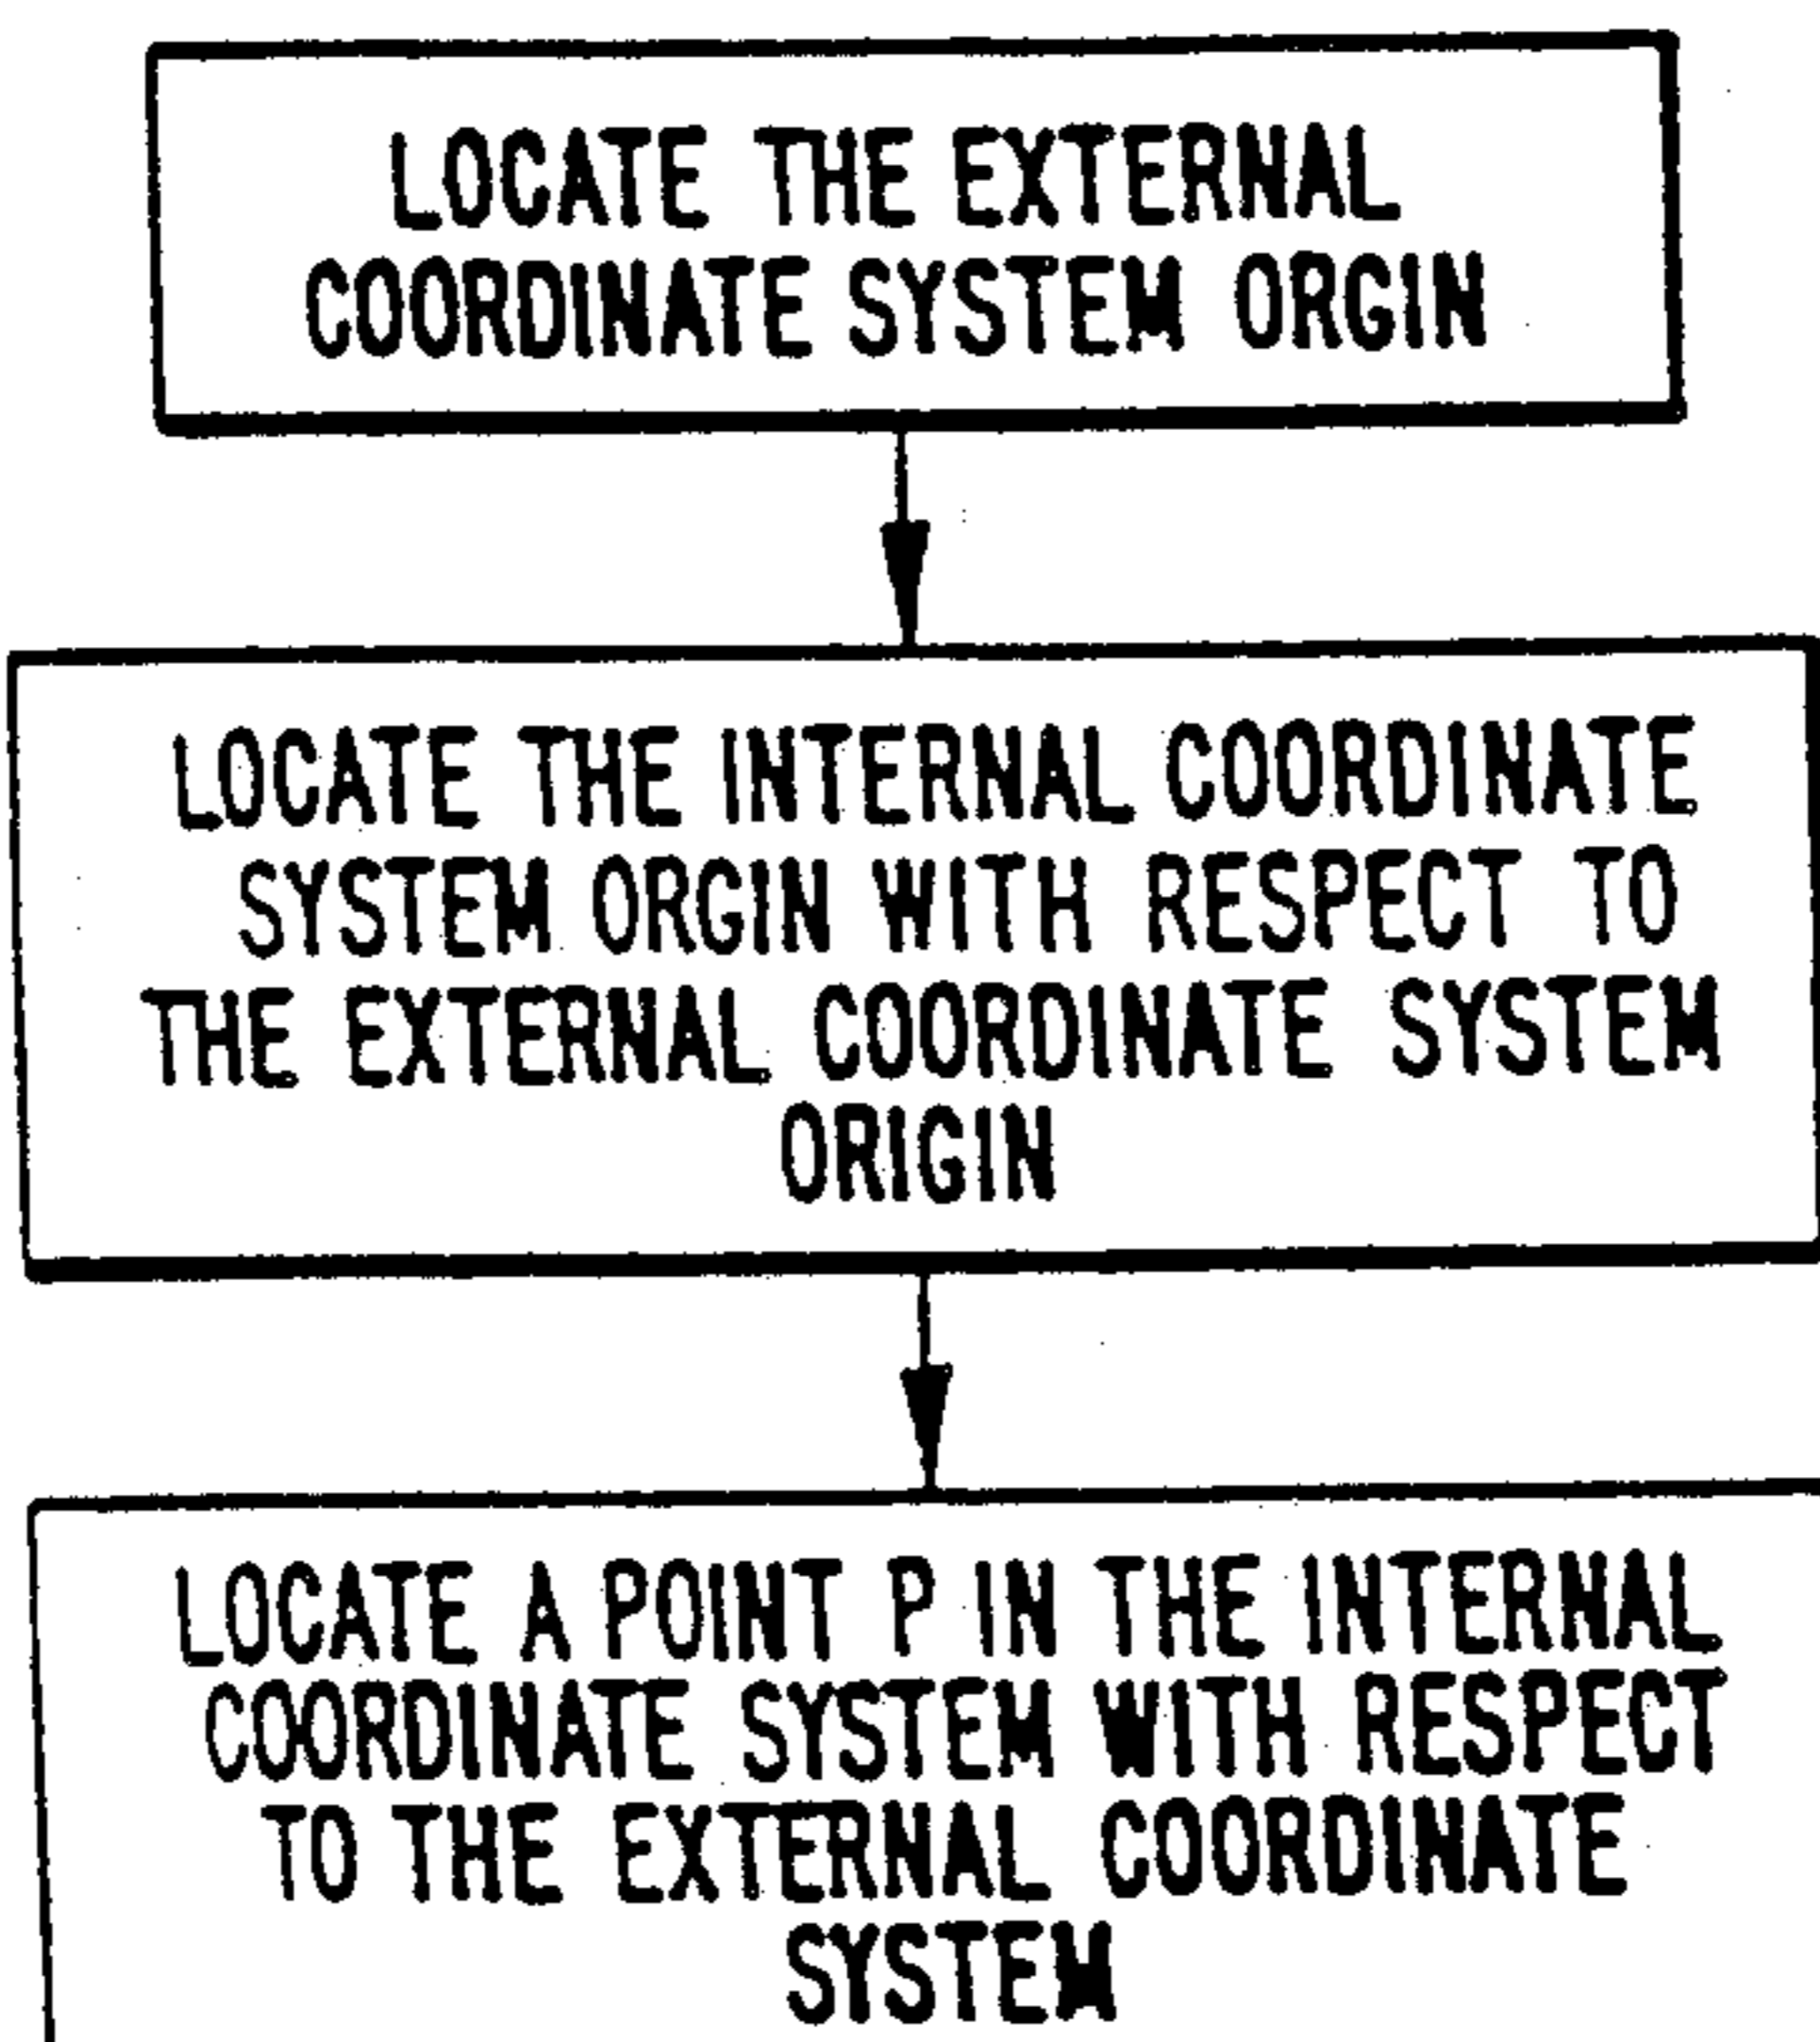 LOCATE THE EXTERNAL
COORDINATE SYSTEM ORGIN
LOCATE THE INTERNAL COORDINATE
SYSTEM ORGIN WITH RESPECT TO
THE EXTERNAL COORDINATE SYSTEM
ORIGIN
LOCATE A POINT P IN THE INTERNAL
COORDINATE SYSTEM WITH RESPECT
TO THE EXTERNAL COORDINATE
SYSTEM